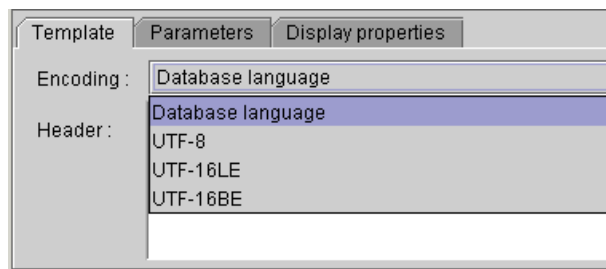 Template Parameters Display properties
Encoding : Database language
Database language
Header :
UTF-8
UTF-16LE
UTF-16BE